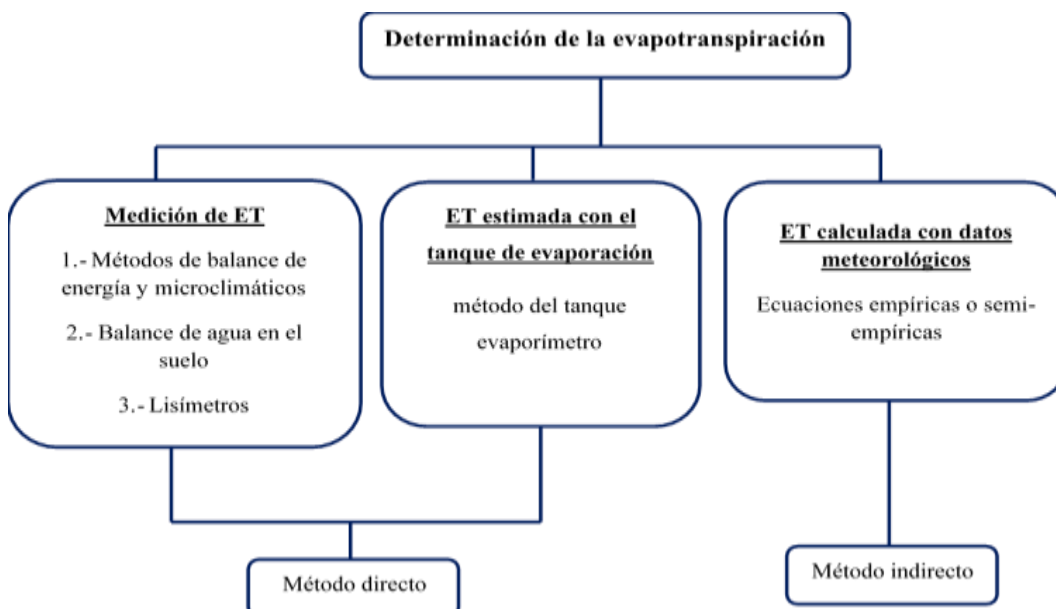 Determinación de la evapotranspiración
Medición de ET
1.- Métodos de balance de
energía y microclimáticos
2.- Balance de agua en el
suelo
3.- Lisímetros
ET estimada con el
tanque de evaporación
método del tanque
evaporímetro
ET calculada con datos
meteorológicos
Ecuaciones empíricas o semi-
empíricas
Método directo
Método indirecto